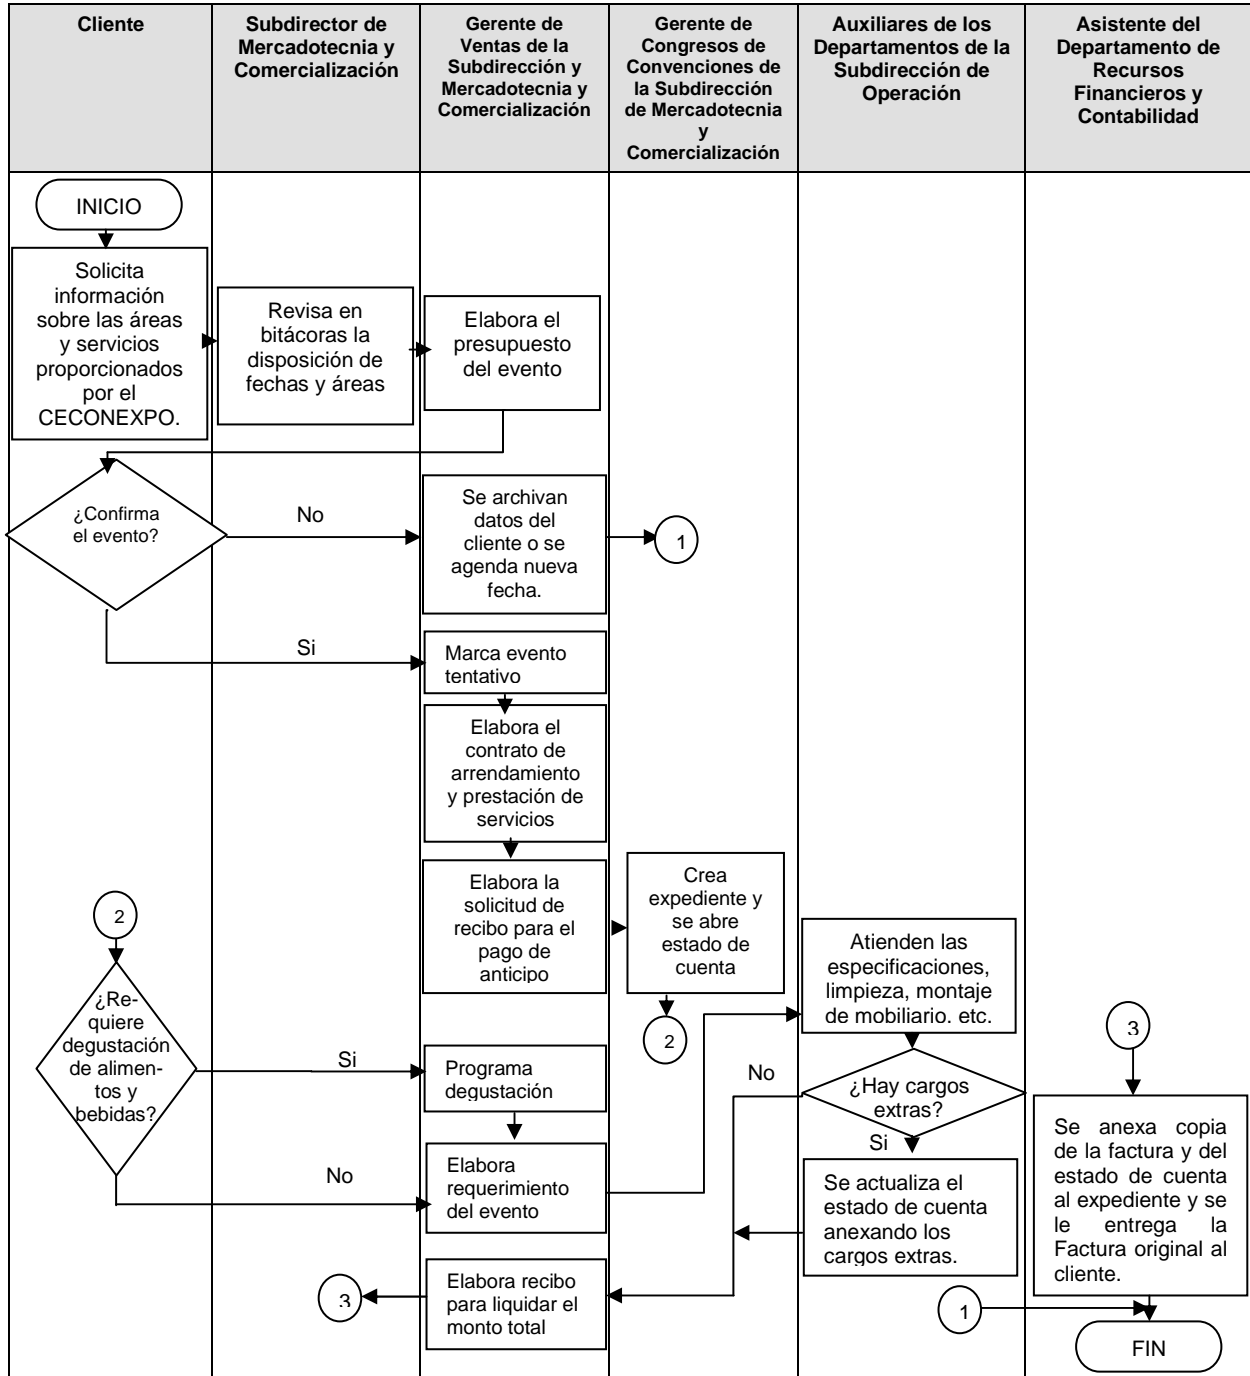 Cliente
Subdirector de
Mercadotecnia y
Comercialización
Gerente de
Ventas de la
Subdirección y
Mercadotecnia y
Comercialización
Gerente de
Congresos de
Convenciones de
la Subdirección
de Mercadotecnia
y
Comercialización
Auxiliares de los
Departamentos de la
Subdirección de
Operación
Asistente del
Departamento de
Recursos
Financieros y
Contabilidad
INICIO
Solicita
información
sobre las áreas
y servicios
proporcionados
por el
CECONEXPO.
Revisa en
bitácoras la
disposición de
fechas y áreas
Elabora el
presupuesto
del evento
¿Confirma
el evento?
No
Se archivan
datos del
cliente o se
agenda nueva
fecha.
1
Si
Marca evento
tentativo
Elabora el
contrato de
arrendamiento
y prestación de
servicios
Elabora la
solicitud de
recibo para el
pago de
anticipo
Crea
expediente y
se abre
estado de
cuenta
2
2
¿Re-
quiere
degustación
de alimen-
tos y
bebidas?
Si
Programa
degustación
No
Elabora
requerimiento
del evento
Atienden las
especificaciones,
limpieza, montaje
de mobiliario. etc.
¿Hay cargos
extras?
No
Si
Se actualiza el
estado de cuenta
anexando los
cargos extras.
Elabora recibo
para liquidar el
monto total
3
3
Se anexa copia
de la factura y del
estado de cuenta
al expediente y se
le entrega la
Factura original al
cliente.
1
FIN